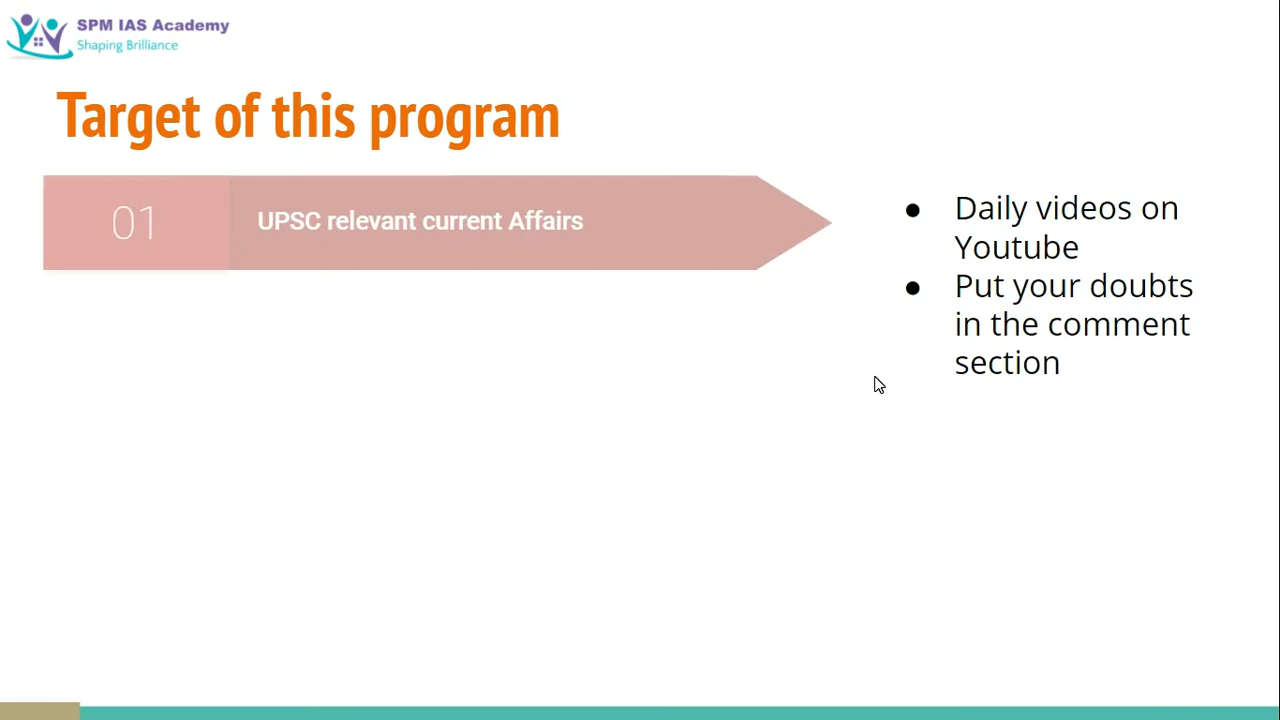 SPM IAS Academy
Shaping Brilliance
Target of this program
01
UPSC relevant current Affairs
● Daily videos on
Youtube
● Put your doubts
in the comment
section